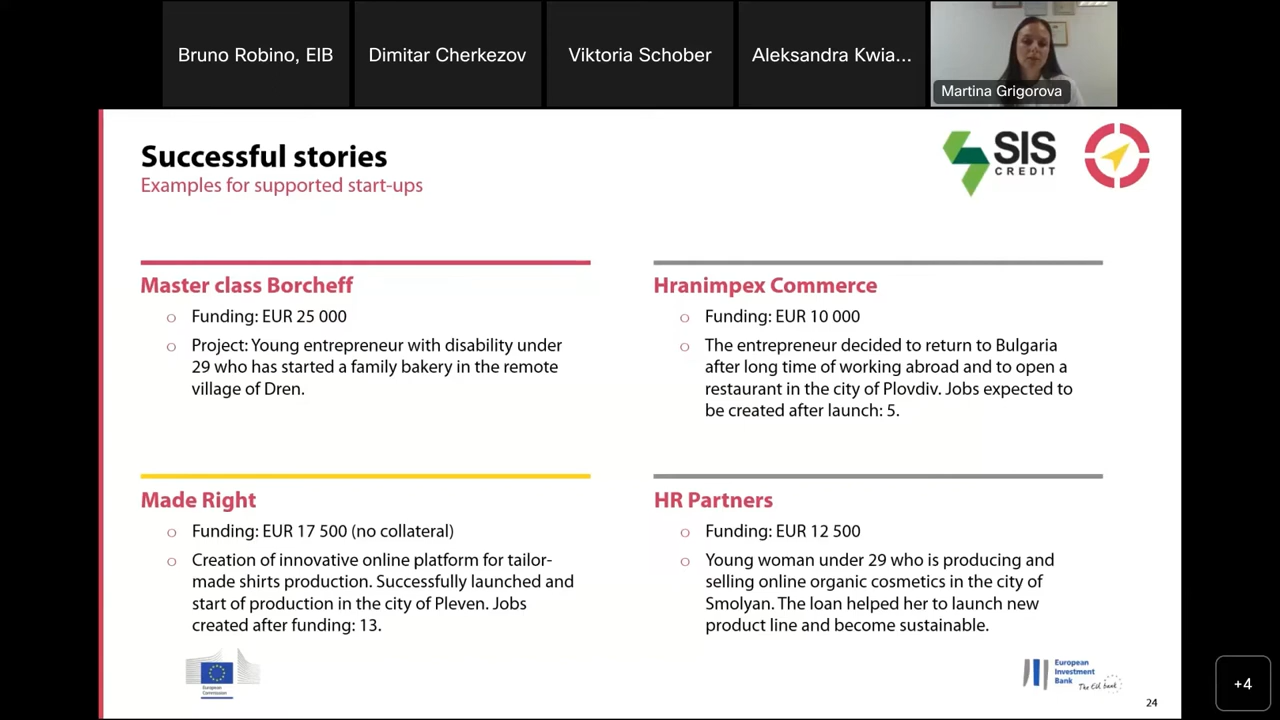 Bruno Robino, EIB
Dimitar Cherkezov
Viktoria Schober
Aleksandra Kwia...
Martina Grigorova
Successful stories
Examples for supported start-ups
SIS
CREDIT
Master class Borcheff
Funding: EUR 25 000
Project: Young entrepreneur with disability under
29 who has started a family bakery in the remote
village of Dren.
Hranimpex Commerce
Funding: EUR 10 000
The entrepreneur decided to return to Bulgaria
after long time of working abroad and to open a
restaurant in the city of Plovdiv. Jobs expected to
be created after launch: 5.
Made Right
Funding: EUR 17 500 (no collateral)
Creation of innovative online platform for tailor-
made shirts production. Successfully launched and
start of production in the city of Pleven. Jobs
created after funding: 13.
HR Partners
Funding: EUR 12 500
Young woman under 29 who is producing and
selling online organic cosmetics in the city of
Smolyan. The loan helped her to launch new
product line and become sustainable.
European
Commission
European
Investment
Bank
The EU bank
24
+4